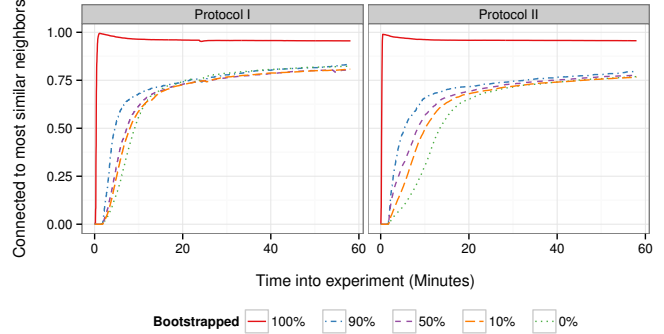 Protocol I
Protocol II
Connected to most similar neighbors
1.00
0.75
0.50
0.25
0.00
0
20
40
60
0
20
40
60
Time into experiment (Minutes)
Bootstrapped 100% 90% 50% 10% 0%